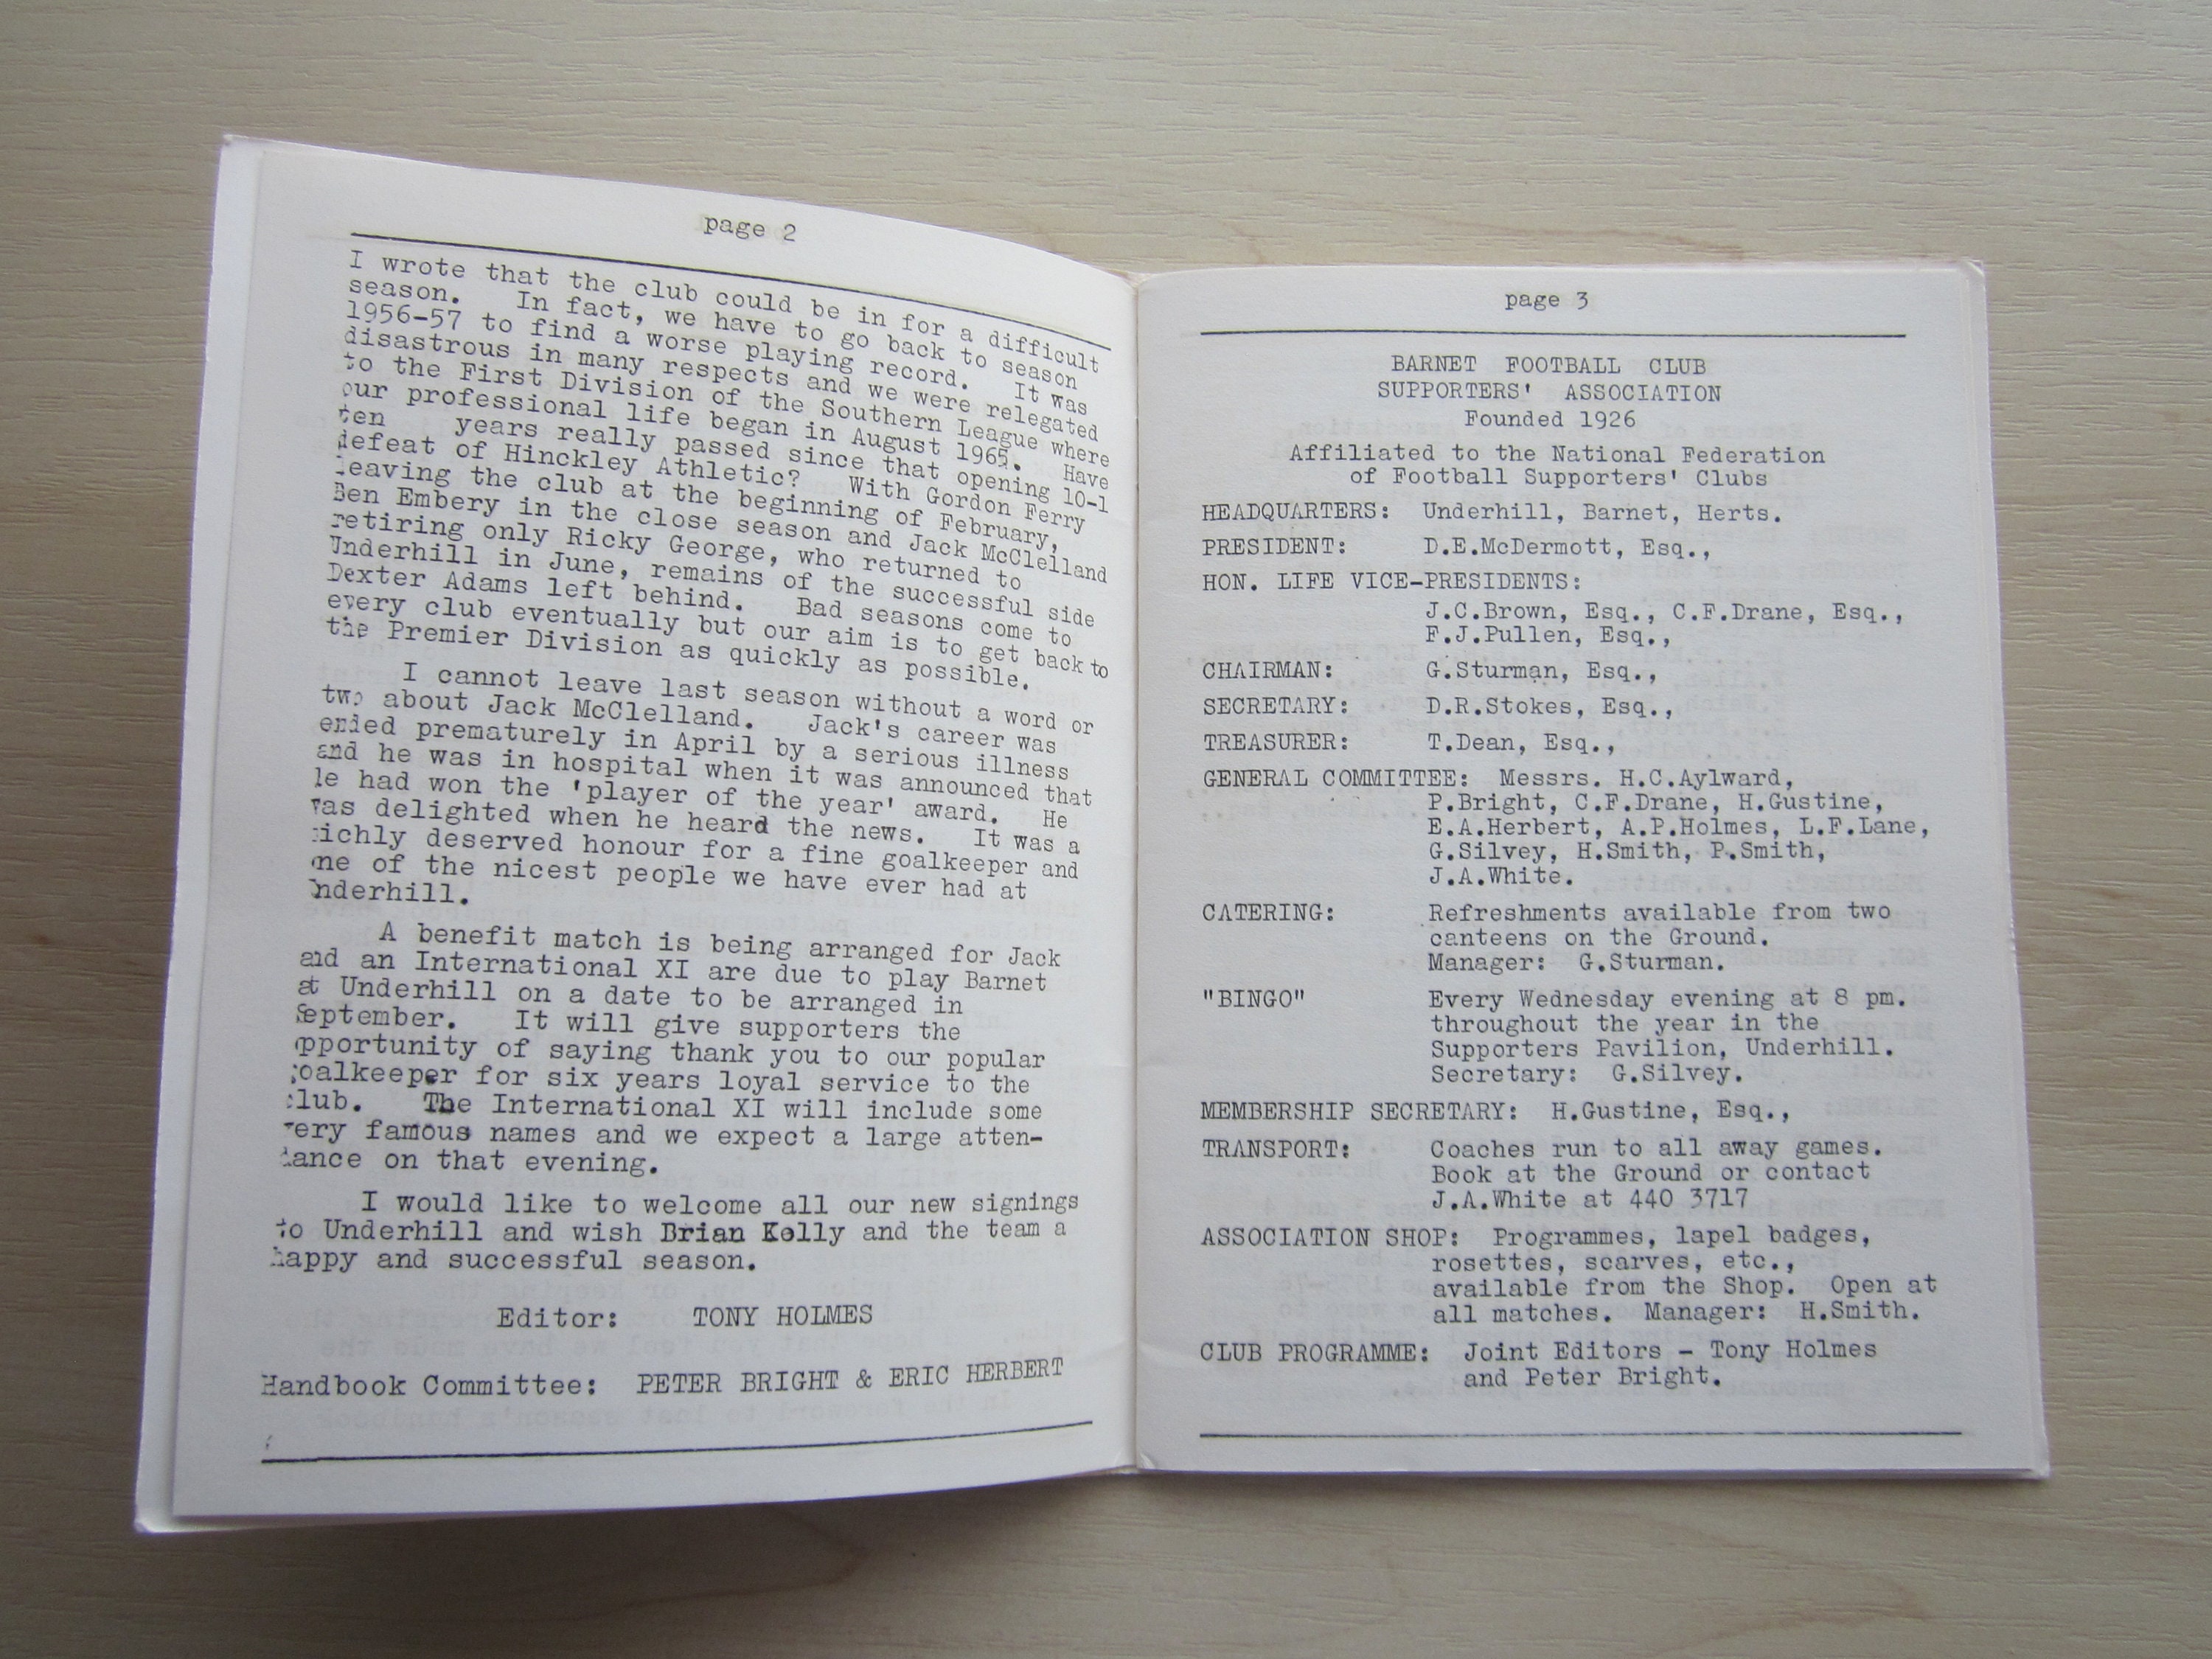 page 2
I wrote that the club could be in for a difficult
season. In fact, we have to go back to season
1956-57 to find a worse playing record. It was
disastrous in many respects and we were relegated
to the First Division of the Southern League where
our professional life began in August 1965. Have
ten years really passed since that opening 10-1
defeat of Hinckley Athletic? With Gordon Ferry
leaving the club at the beginning of February,
Ben Embery in the close season and Jack McClelland
retiring only Ricky George, who returned to
Underhill in June, remains of the successful side
Dexter Adams left behind. Bad seasons come to
every club eventually but our aim is to get back to
the Premier Division as quickly as possible.
I cannot leave last season without a word or
two about Jack McClelland. Jack's career was
ended prematurely in April by a serious illness
and he was in hospital when it was announced that
he had won the 'player of the year' award. He
was delighted when he heard the news. It was a
richly deserved honour for a fine goalkeeper and
one of the nicest people we have ever had at
Underhill.
A benefit match is being arranged for Jack
and an International XI are due to play Barnet
at Underhill on a date to be arranged in
September. It will give supporters the
opportunity of saying thank you to our popular
goalkeeper for six years loyal service to the
club. The International XI will include some
very famous names and we expect a large atten-
dance on that evening.
I would like to welcome all our new signings
to Underhill and wish Brian Kelly and the team a
happy and successful season.
Editor: TONY HOLMES
Handbook Committee: PETER BRIGHT & ERIC HERBERT
page 3
BARNET FOOTBALL CLUB
SUPPORTERS' ASSOCIATION
Founded 1926
Affiliated to the National Federation
of Football Supporters' Clubs
HEADQUARTERS: Underhill, Barnet, Herts.
PRESIDENT: D.E.McDermott, Esq.,
HON. LIFE VICE-PRESIDENTS:
J.C.Brown, Esq., C.F.Drane, Esq.,
F.J.Pullen, Esq.,
CHAIRMAN: G.Sturman, Esq.,
SECRETARY: D.R.Stokes, Esq.,
TREASURER: T.Dean, Esq.,
GENERAL COMMITTEE: Messrs. H.C.Aylward,
P.Bright, C.F.Drane, H.Gustine,
E.A.Herbert, A.P.Holmes, L.F.Lane,
G.Silvey, H.Smith, P.Smith,
J.A.White.
CATERING: Refreshments available from two
canteens on the Ground.
Manager: G.Sturman.
"BINGO" Every Wednesday evening at 8 pm.
throughout the year in the
Supporters Pavilion, Underhill.
Secretary: G.Silvey.
MEMBERSHIP SECRETARY: H.Gustine, Esq.,
TRANSPORT: Coaches run to all away games.
Book at the Ground or contact
J.A.White at 440 3717
ASSOCIATION SHOP: Programmes, lapel badges,
rosettes, scarves, etc.,
available from the Shop. Open at
all matches. Manager: H.Smith.
CLUB PROGRAMME: Joint Editors - Tony Holmes
and Peter Bright.